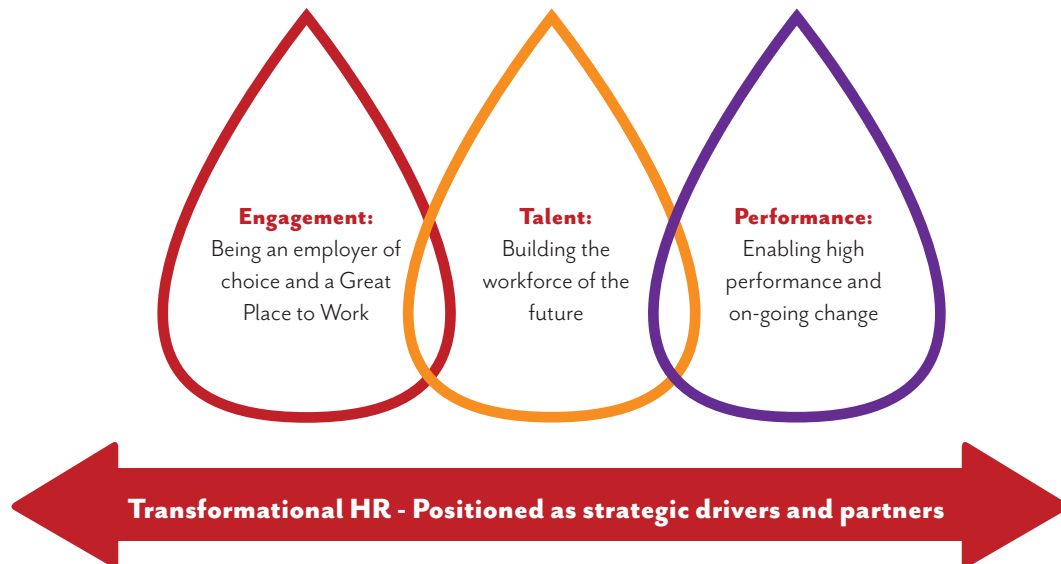 Engagement:
Being an employer of
choice and a Great
Place to Work
Talent:
Building the
workforce of the
future
Performance:
Enabling high
performance and
on-going change
Transformational HR - Positioned as strategic drivers and partners